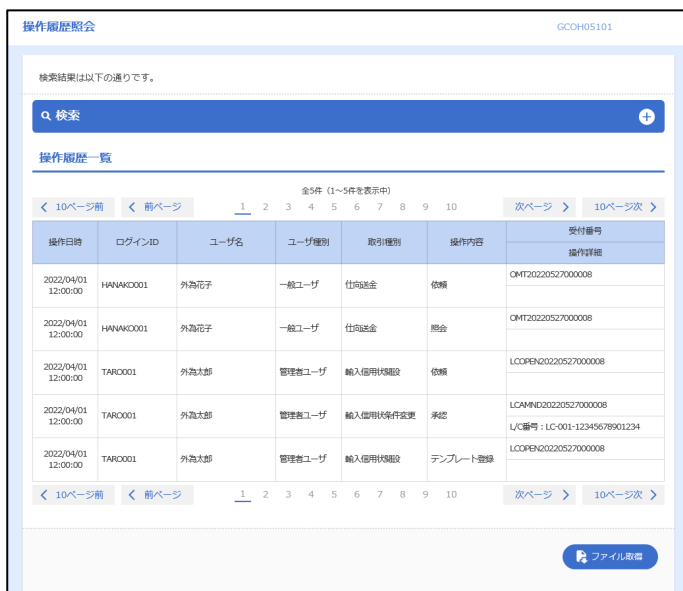 操作履歴照会 GCOH05101
検索結果は以下の通りです。
検索
操作履歴一覧
全5件（1～5件を表示中）
10ページ前 前ページ 1 2 3 4 5 6 7 8 9 10 次ページ 10ページ次
操作日時 ログインID ユーザ名 ユーザ種別 取引種別 操作内容 受付番号
操作詳細
2022/04/01 12:00:00 HANAKO001 外為花子 一般ユーザ 仕向送金 依頼 OMT20220527000008
2022/04/01 12:00:00 HANAKO001 外為花子 一般ユーザ 仕向送金 照会 OMT20220527000008
2022/04/01 12:00:00 TARO001 外為太郎 管理者ユーザ 輸入信用状開設 依頼 LCOPEN20220527000008
2022/04/01 12:00:00 TARO001 外為太郎 管理者ユーザ 輸入信用状条件変更 承認 LCAMND20220527000008
L/C番号：LC-001-12345678901234
2022/04/01 12:00:00 TARO001 外為太郎 管理者ユーザ 輸入信用状開設 テンプレート登録 LCOPEN20220527000008
10ページ前 前ページ 1 2 3 4 5 6 7 8 9 10 次ページ 10ページ次
ファイル取得